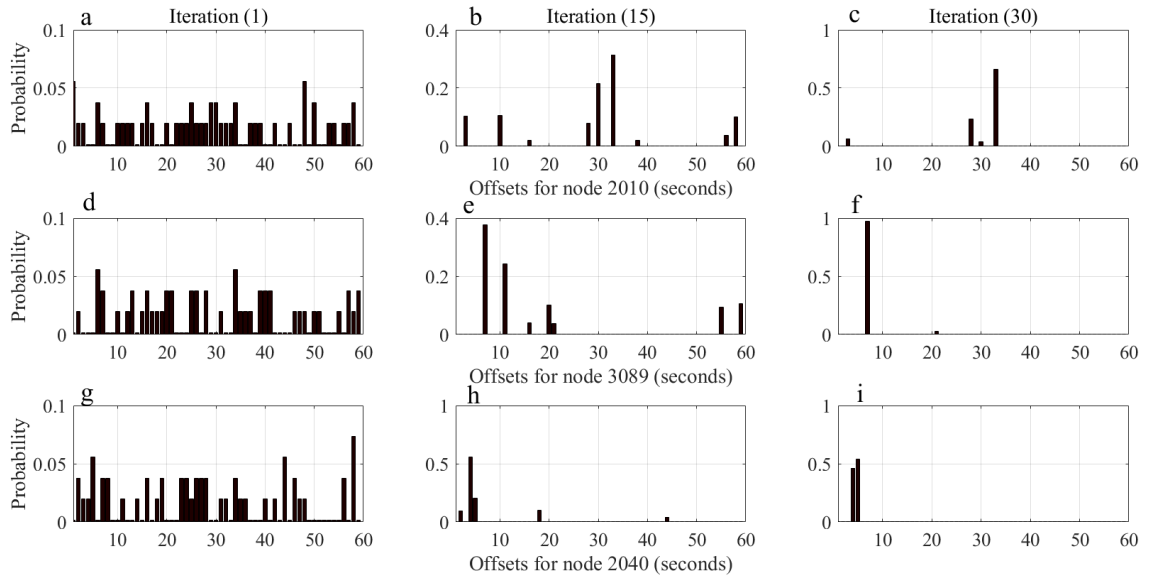 a Iteration (1) b Iteration (15) c Iteration (30)
0.1 0.4 1
Probability
0.05 0.2 0.5
0 0 0
10 20 30 40 50 60 10 20 30 40 50 60 10 20 30 40 50 60
Offsets for node 2010 (seconds)
d e f
0.1 0.4 1
Probability
0.05 0.2 0.5
0 0 0
10 20 30 40 50 60 10 20 30 40 50 60 10 20 30 40 50 60
Offsets for node 3089 (seconds)
g h i
0.1 1 1
Probability
0.05 0.5 0.5
0 0 0
10 20 30 40 50 60 10 20 30 40 50 60 10 20 30 40 50 60
Offsets for node 2040 (seconds)